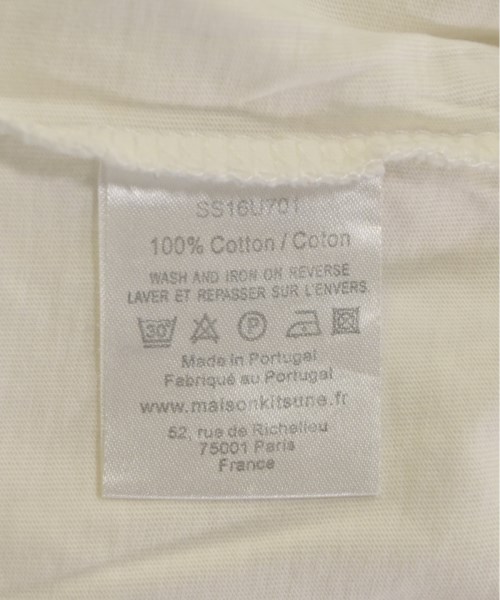 SS16U701
100% Cotton / Coton
WASH AND IRON ON REVERSE
LAVER ET REPASSER SUR L'ENVERS
30° P
Made in Portugal
Fabriqué au Portugal
www.maisonkitsune.fr
52, rue de Richelieu
75001 Paris
France